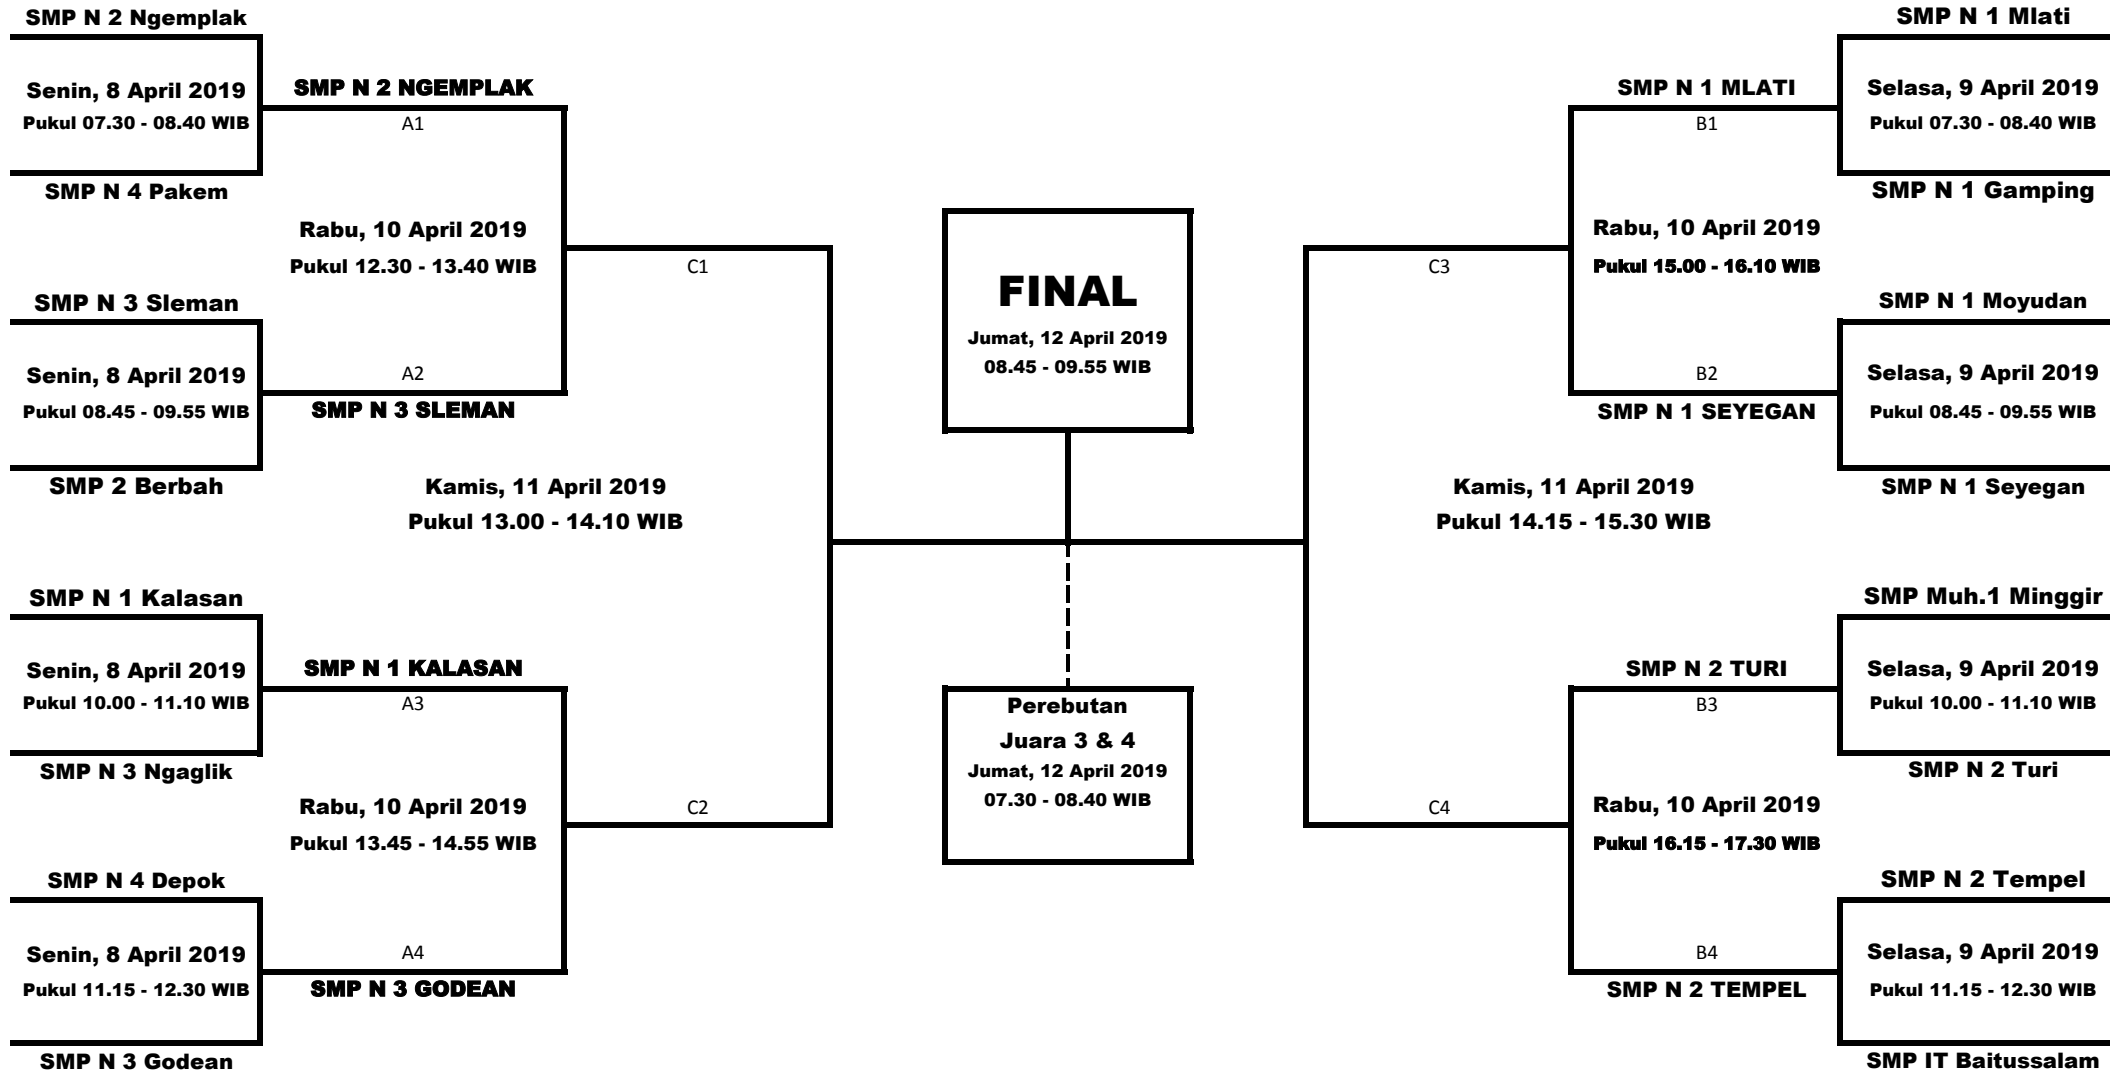 SMP N 2 Ngemplak
Senin, 8 April 2019
Pukul 07.30 - 08.40 WIB
SMP N 4 Pakem
SMP N 3 Sleman
Senin, 8 April 2019
Pukul 08.45 - 09.55 WIB
SMP 2 Berbah
SMP N 1 Kalasan
Senin, 8 April 2019
Pukul 10.00 - 11.10 WIB
SMP N 3 Ngaglik
SMP N 4 Depok
Senin, 8 April 2019
Pukul 11.15 - 12.30 WIB
SMP N 3 Godean
SMP N 2 NGEMPLAK
A1
Rabu, 10 April 2019
Pukul 12.30 - 13.40 WIB
A2
SMP N 3 SLEMAN
SMP N 1 KALASAN
A3
Rabu, 10 April 2019
Pukul 13.45 - 14.55 WIB
A4
SMP N 3 GODEAN
C1
Kamis, 11 April 2019
Pukul 13.00 - 14.10 WIB
C2
FINAL
Jumat, 12 April 2019
08.45 - 09.55 WIB
Perebutan
Juara 3 & 4
Jumat, 12 April 2019
07.30 - 08.40 WIB
C3
Kamis, 11 April 2019
Pukul 14.15 - 15.30 WIB
C4
SMP N 1 MLATI
B1
Rabu, 10 April 2019
Pukul 15.00 - 16.10 WIB
B2
SMP N 1 SEYEGAN
SMP N 2 TURI
B3
Rabu, 10 April 2019
Pukul 16.15 - 17.30 WIB
B4
SMP N 2 TEMPEL
SMP N 1 Mlati
Selasa, 9 April 2019
Pukul 07.30 - 08.40 WIB
SMP N 1 Gamping
SMP N 1 Moyudan
Selasa, 9 April 2019
Pukul 08.45 - 09.55 WIB
SMP N 1 Seyegan
SMP Muh.1 Minggir
Selasa, 9 April 2019
Pukul 10.00 - 11.10 WIB
SMP N 2 Turi
SMP N 2 Tempel
Selasa, 9 April 2019
Pukul 11.15 - 12.30 WIB
SMP IT Baitussalam